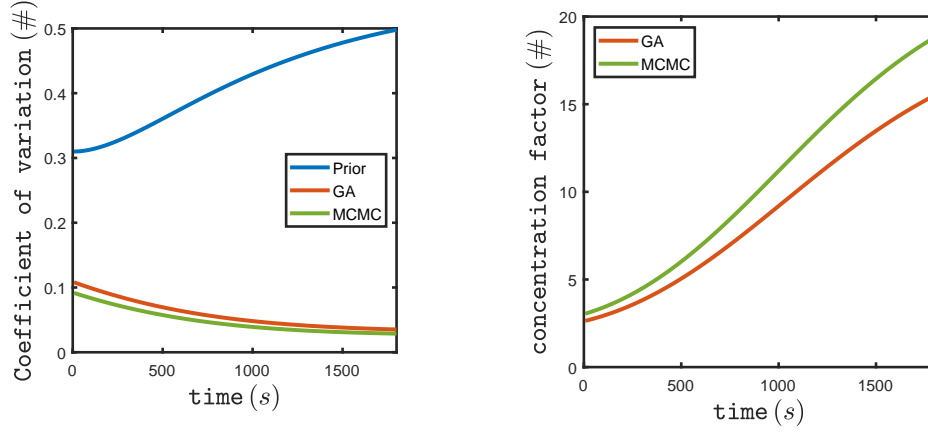 Coefficient of variation (#)
0.5
0.4
0.3
0.2
0.1
0
Prior
GA
MCMC
0 500 1000 1500
time (s)
concentration factor (#)
20
15
10
5
0
GA
MCMC
0 500 1000 1500
time (s)